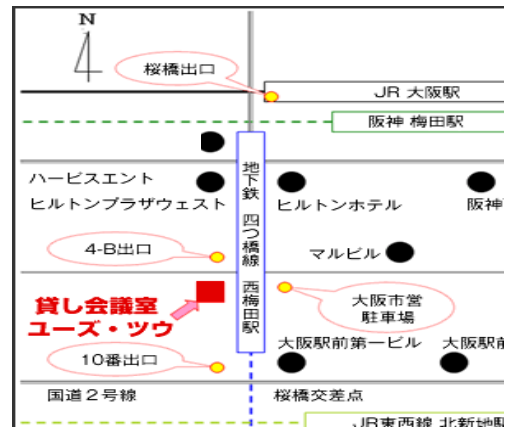 N
桜橋出口
JR 大阪駅
阪神 梅田駅
ハービスエント
ヒルトンプラザウェスト
地下鉄 四つ橋線 西梅田駅
ヒルトンホテル
阪神
4-B出口
マルビル
貸し会議室
ユーズ・ツウ
大阪市営
駐車場
10番出口
大阪駅前第一ビル
大阪駅前
国道2号線
桜橋交差点
JR東西線 北新地駅